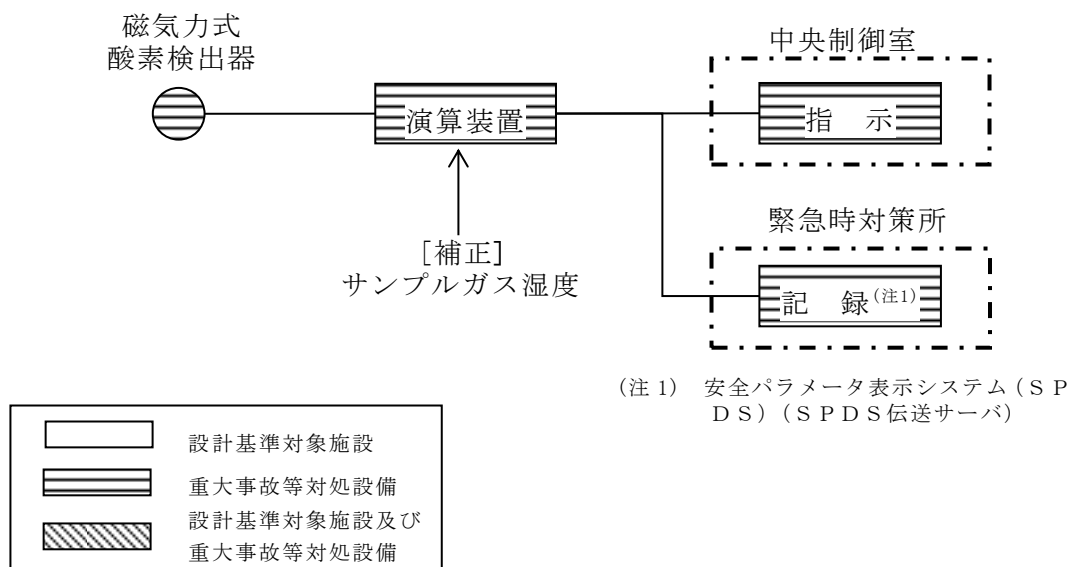 磁気力式
酸素検出器
演算装置
[補正]
サンプルガス湿度
中央制御室
指　示
緊急時対策所
記　録(注1)
(注 1)　安全パラメータ表示システム(ＳＰ
ＤＳ)(ＳＰＤＳ伝送サーバ)
設計基準対象施設
重大事故等対処設備
設計基準対象施設及び
重大事故等対処設備